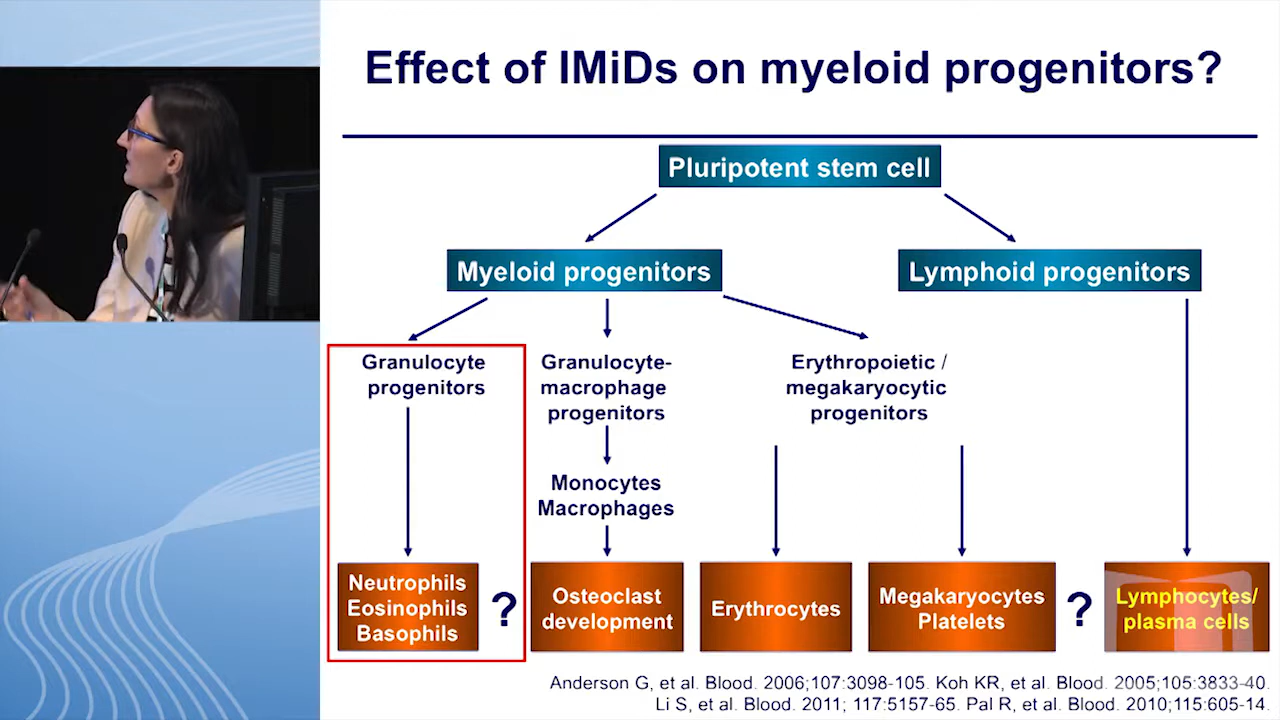 Effect of IMiDs on myeloid progenitors?
Pluripotent stem cell
Myeloid progenitors
Lymphoid progenitors
Granulocyte
progenitors
Granulocyte-
macrophage
progenitors
Erythropoietic /
megakaryocytic
progenitors
Monocytes
Macrophages
Neutrophils
Eosinophils
Basophils
?
Osteoclast
development
Erythrocytes
Megakaryocytes
Platelets
?
Lymphocytes/
plasma cells
Anderson G, et al. Blood. 2006;107:3098-105. Koh KR, et al. Blood. 2005;105:3833-40.
Li S, et al. Blood. 2011; 117:5157-65. Pal R, et al. Blood. 2010;115:605-14.